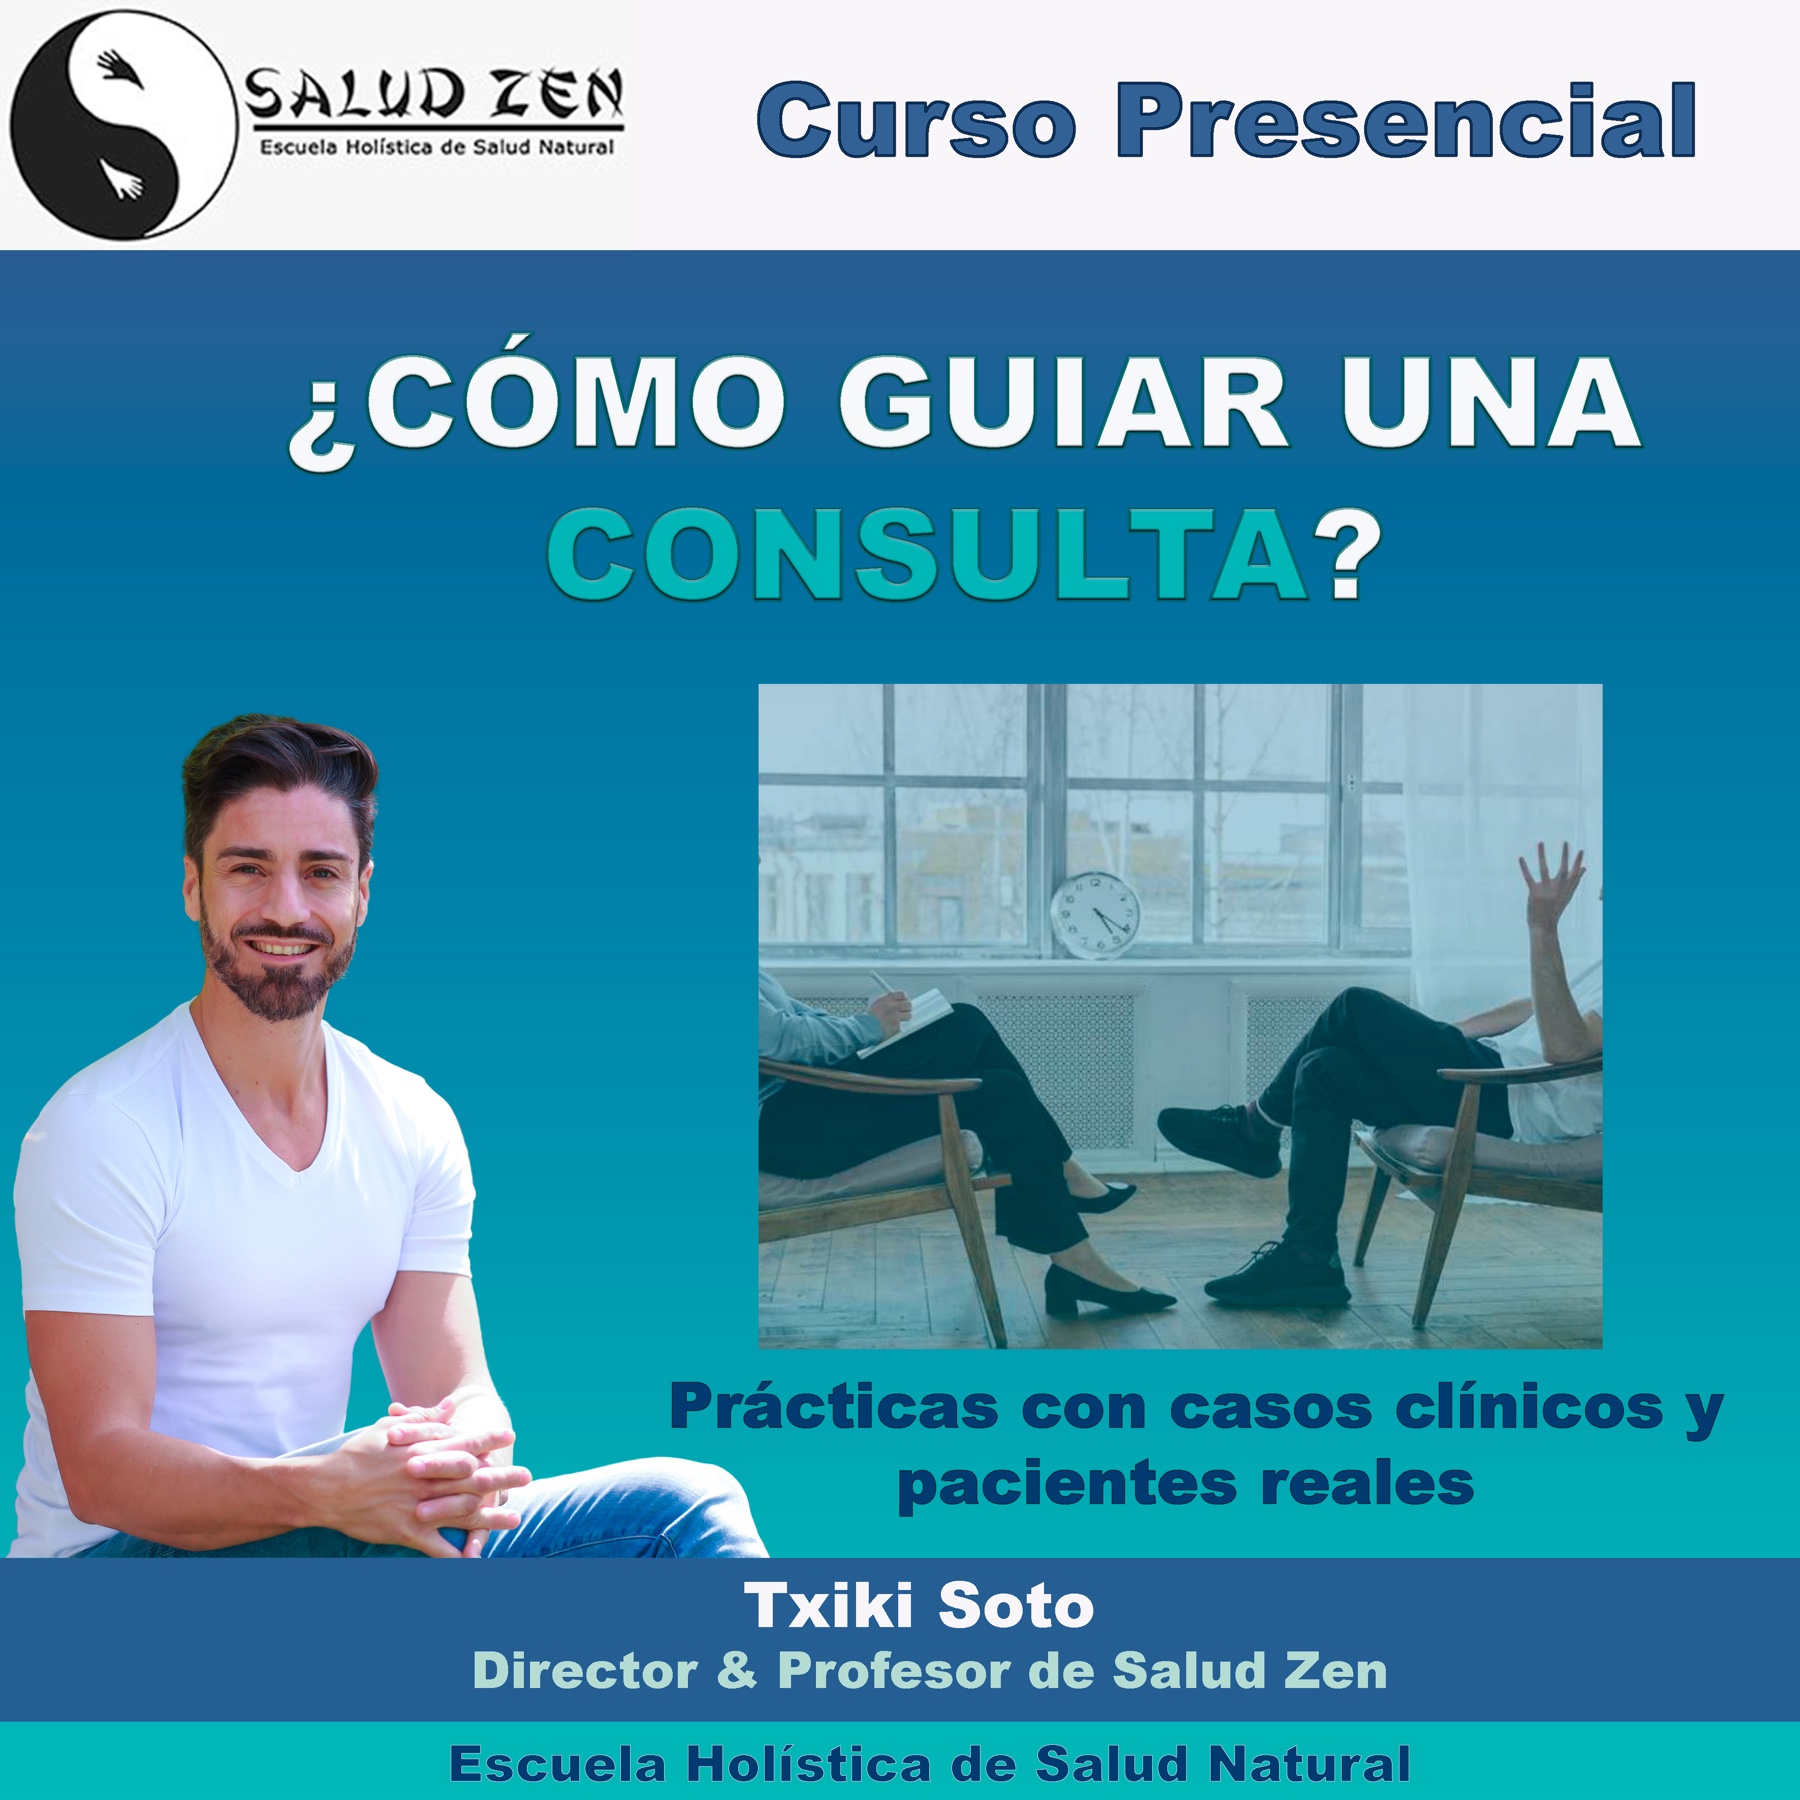 SALUD ZEN
Escuela Holística de Salud Natural
Curso Presencial
¿CÓMO GUIAR UNA
CONSULTA?
Prácticas con casos clínicos y
pacientes reales
Txiki Soto
Director & Profesor de Salud Zen
Escuela Holística de Salud Natural